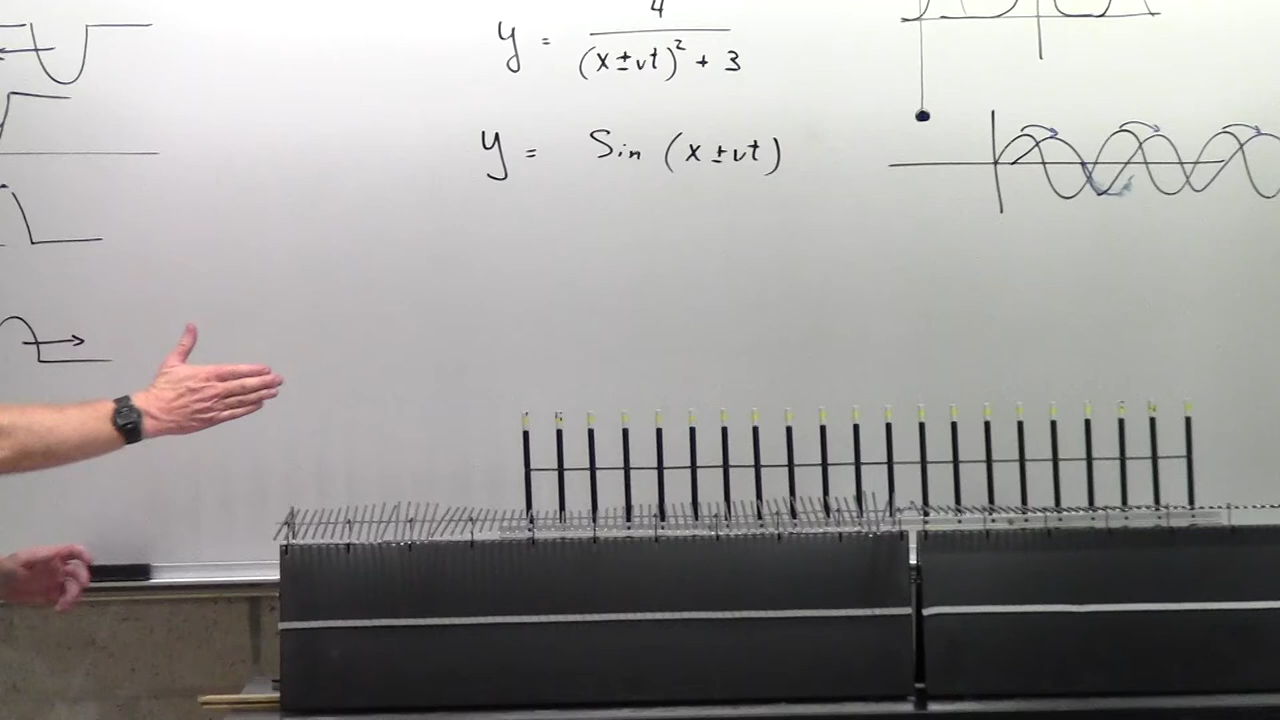 y = 4 / ((x ± vt)² + 3)
y = Sin (x ± vt)